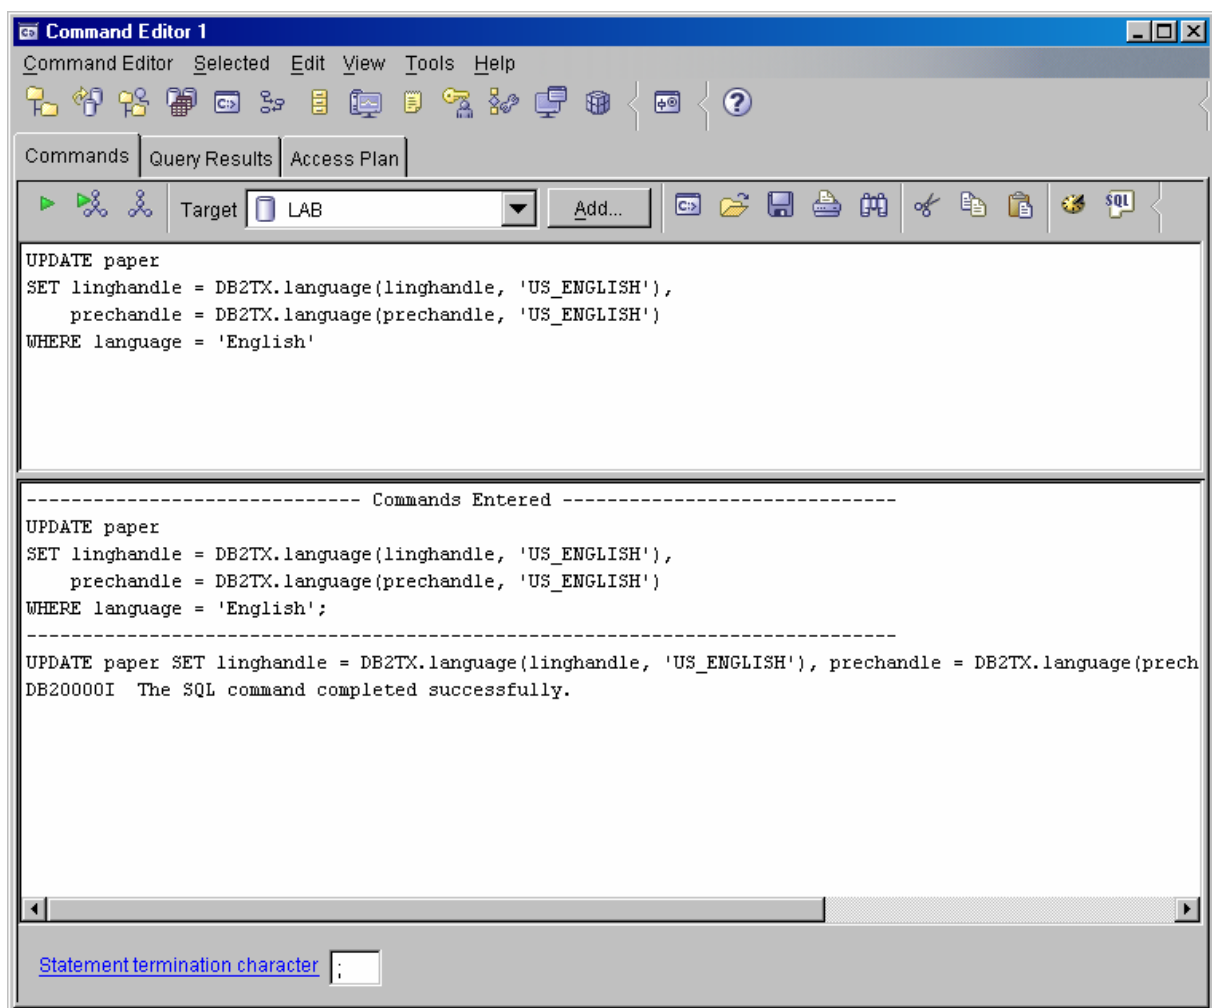 Command Editor 1
Command Editor Selected Edit View Tools Help
Commands Query Results Access Plan
Target LAB Add... SQL
UPDATE paper
SET linghandle = DB2TX.language(linghandle, 'US_ENGLISH'),
    prechandle = DB2TX.language(prechandle, 'US_ENGLISH')
WHERE language = 'English'
------------------------------ Commands Entered ------------------------------
UPDATE paper
SET linghandle = DB2TX.language(linghandle, 'US_ENGLISH'),
    prechandle = DB2TX.language(prechandle, 'US_ENGLISH')
WHERE language = 'English';
------------------------------------------------------------------------------
UPDATE paper SET linghandle = DB2TX.language(linghandle, 'US_ENGLISH'), prechandle = DB2TX.language(prech
DB20000I  The SQL command completed successfully.
Statement termination character ;